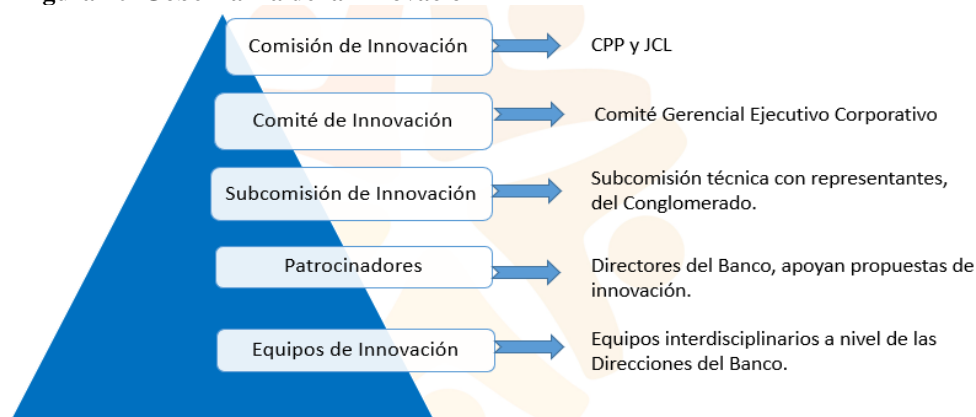 Comisión de Innovación
CPP y JCL
Comité de Innovación
Comité Gerencial Ejecutivo Corporativo
Subcomisión de Innovación
Subcomisión técnica con representantes,
del Conglomerado.
Patrocinadores
Directores del Banco, apoyan propuestas de
innovación.
Equipos de Innovación
Equipos interdisciplinarios a nivel de las
Direcciones del Banco.